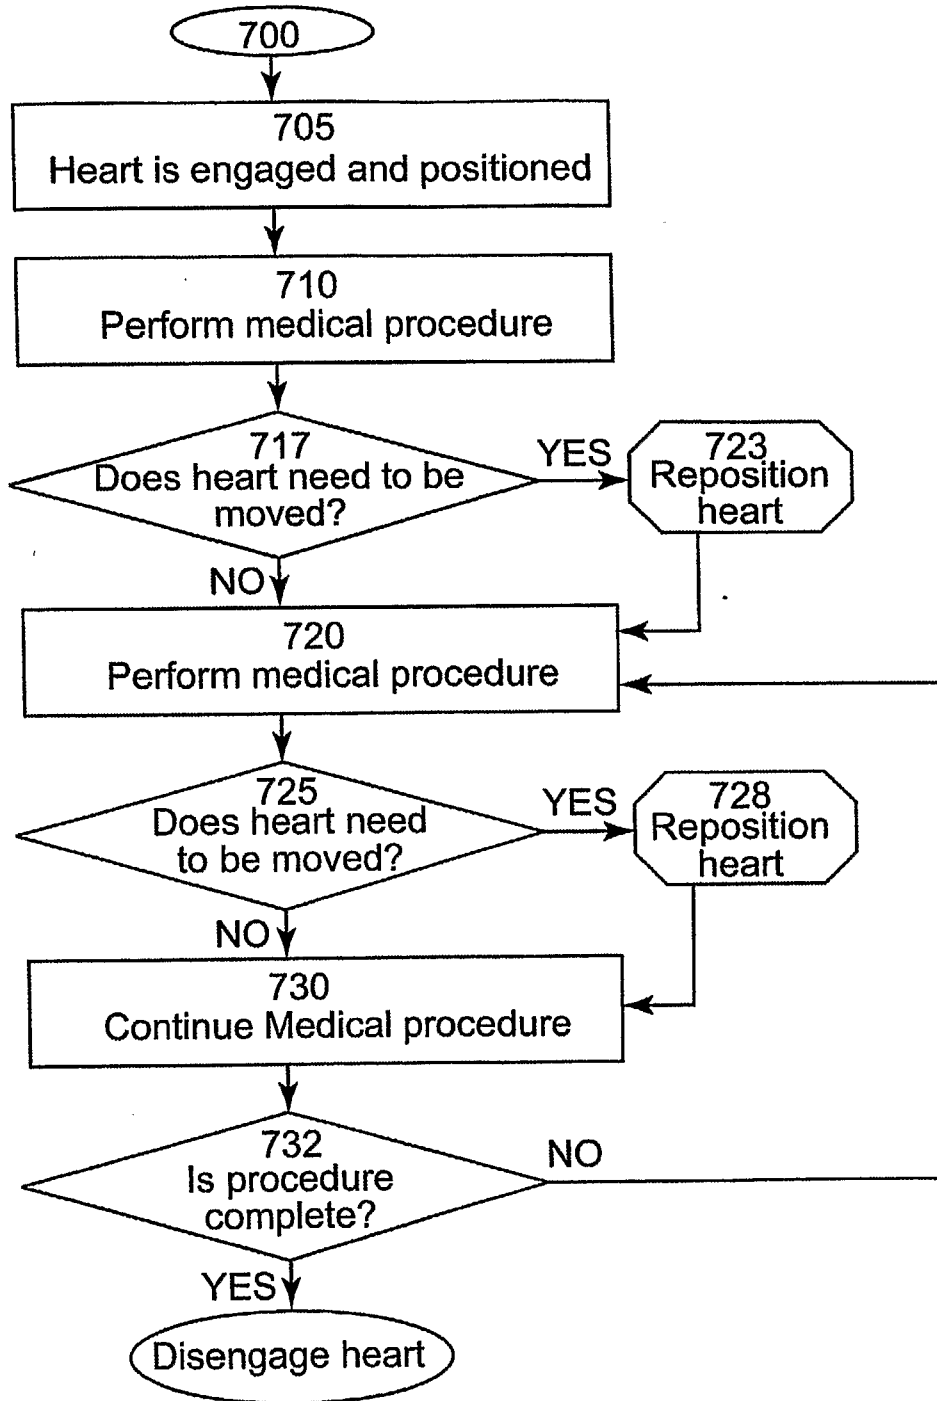 700
705
Heart is engaged and positioned
710
Perform medical procedure
717
Does heart need to be
moved?
YES
723
Reposition
heart
NO
720
Perform medical procedure
725
Does heart need
to be moved?
YES
728
Reposition
heart
NO
730
Continue Medical procedure
732
Is procedure
complete?
NO
YES
Disengage heart